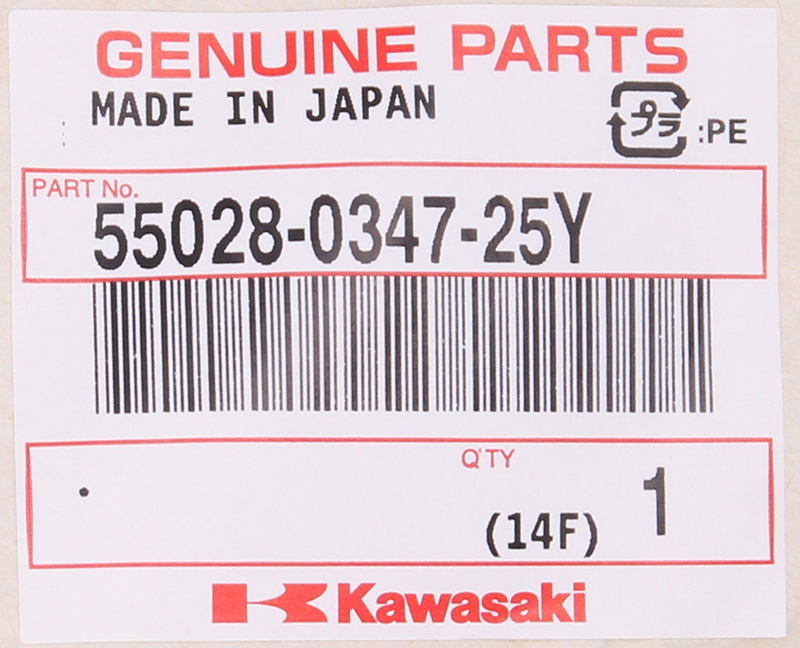 GENUINE PARTS
MADE IN JAPAN
プラ :PE
PART No.
55028-0347-25Y
Q'TY
(14F) 1
Kawasaki